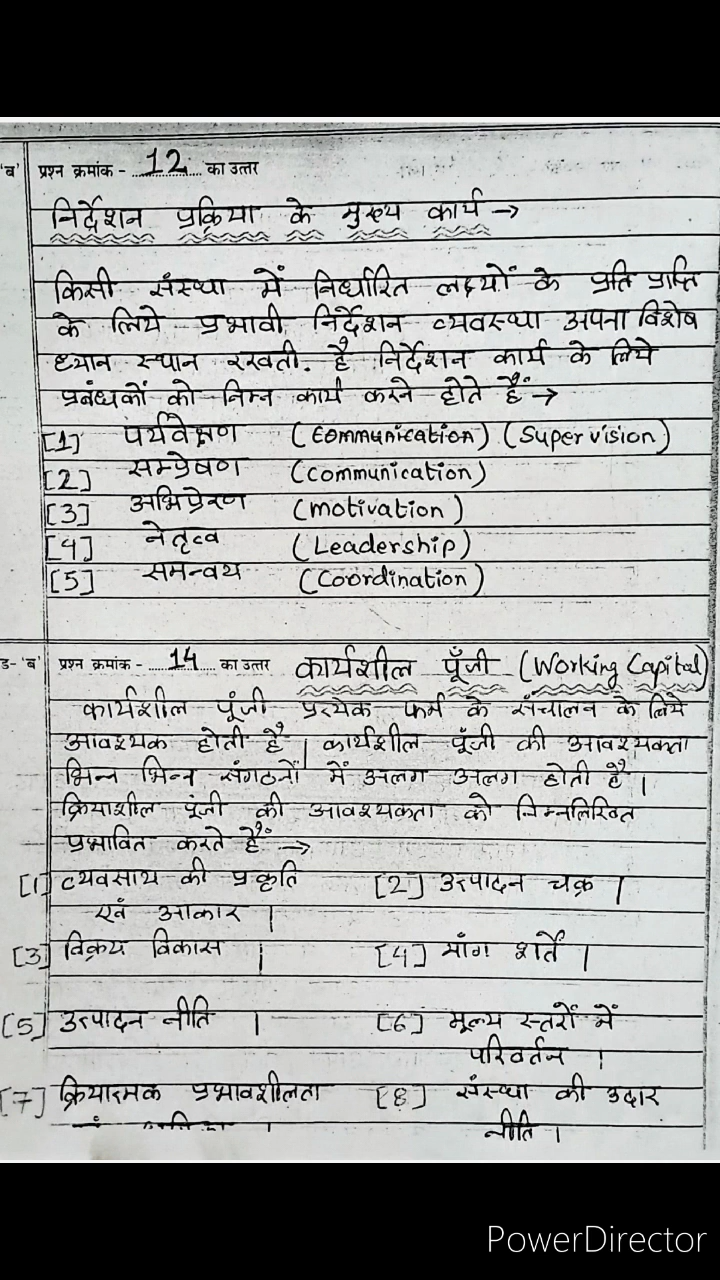 'ब' प्रश्न क्रमांक - 12 का उत्तर
निर्देशन प्रक्रिया के मुख्य कार्य →
किसी संस्था में निर्धारित लक्ष्यों के प्रति प्राप्ति
के लिये प्रभावी निर्देशन व्यवस्था अपना विशेष
ध्यान स्थान रखती है निर्देशन कार्य के लिये
प्रबंधकों को निम्न कार्य करने होते हैं →
[1] पर्यवेक्षण (Communication) (Supervision)
[2] सम्प्रेषण (Communication)
[3] अभिप्रेरण (motivation)
[4] नेतृत्व (Leadership)
[5] समन्वय (Coordination)
ड- 'ब' प्रश्न क्रमांक - 14 का उत्तर कार्यशील पूँजी (Working Capital)
कार्यशील पूंजी प्रत्यक फर्म के संचालन के लिये
आवश्यक होती है | कार्यशील पूँजी की आवश्यकता
भिन्न भिन्न संगठनों में अलग अलग होती है |
क्रियाशील पूंजी की आवश्यकता को निम्नलिखित
प्रभावित करते हैं →
[1] व्यवसाय की प्रकृति [2] उत्पादन चक्र |
एवं आकार |
[3] विक्रय विकास | [4] माँग शर्तें |
[5] उत्पादन नीति | [6] मूल्य स्तरों में
परिवर्तन |
[7] क्रियात्मक प्रभावशीलता [8] संस्था की उदार
नीति |
PowerDirector